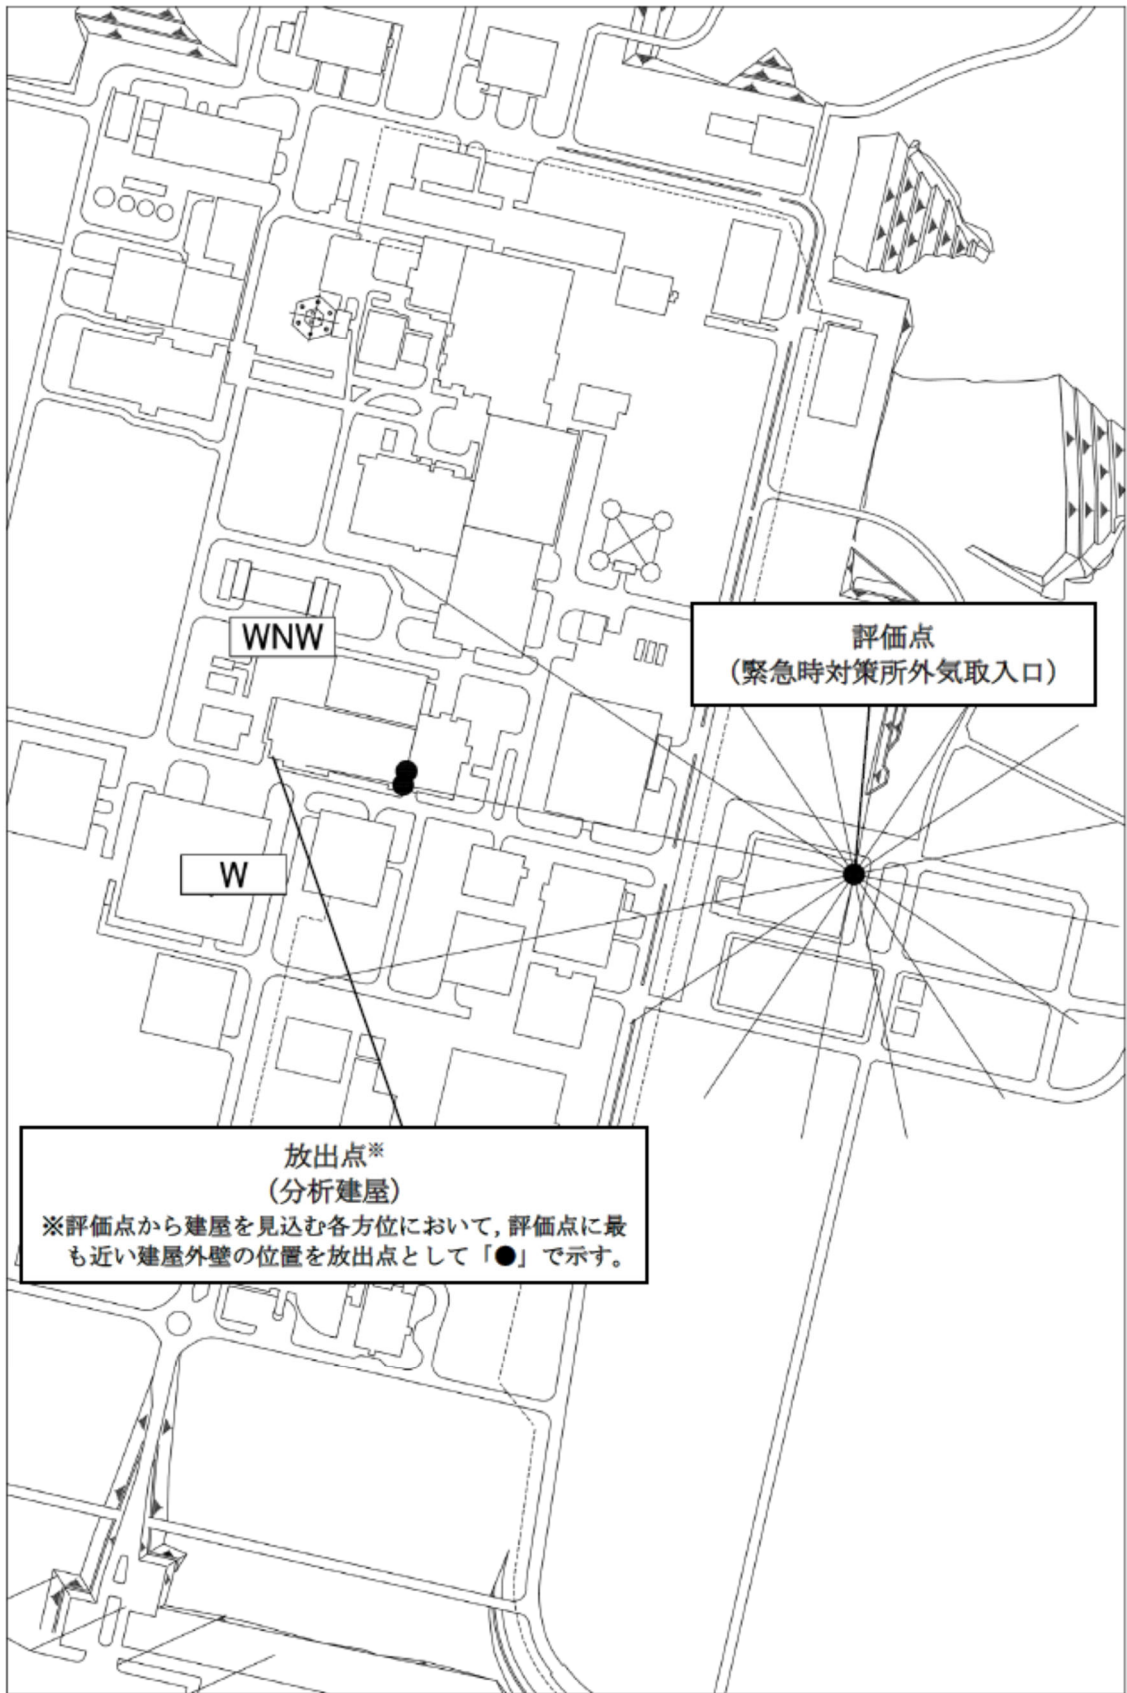 WNW
評価点
（緊急時対策所外気取入口）
W
放出点※
（分析建屋）
※評価点から建屋を見込む各方位において，評価点に最
も近い建屋外壁の位置を放出点として「●」で示す。